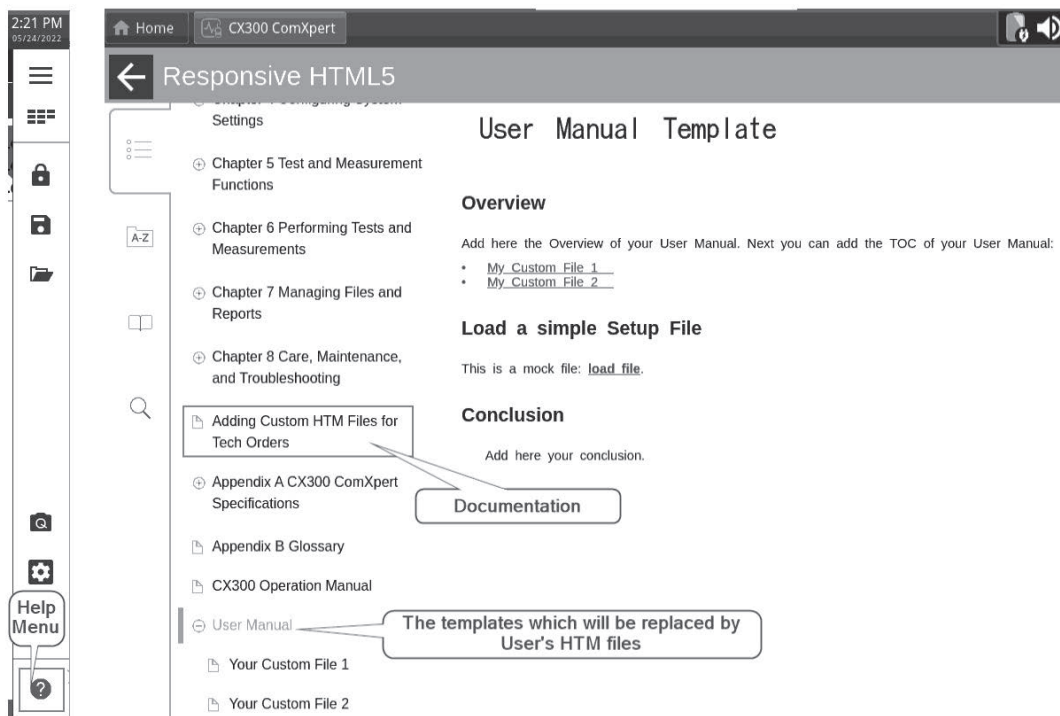 2:21 PM
05/24/2022
Home
CX300 ComXpert
Responsive HTML5
Settings
Chapter 5 Test and Measurement
Functions
Chapter 6 Performing Tests and
Measurements
Chapter 7 Managing Files and
Reports
Chapter 8 Care, Maintenance,
and Troubleshooting
Adding Custom HTM Files for
Tech Orders
Appendix A CX300 ComXpert
Specifications
Appendix B Glossary
CX300 Operation Manual
User Manual
Your Custom File 1
Your Custom File 2
A-Z
User Manual Template
Overview
Add here the Overview of your User Manual. Next you can add the TOC of your User Manual:
• My Custom File 1
• My Custom File 2
Load a simple Setup File
This is a mock file: load file.
Conclusion
Add here your conclusion.
Documentation
The templates which will be replaced by
User's HTM files
Help
Menu